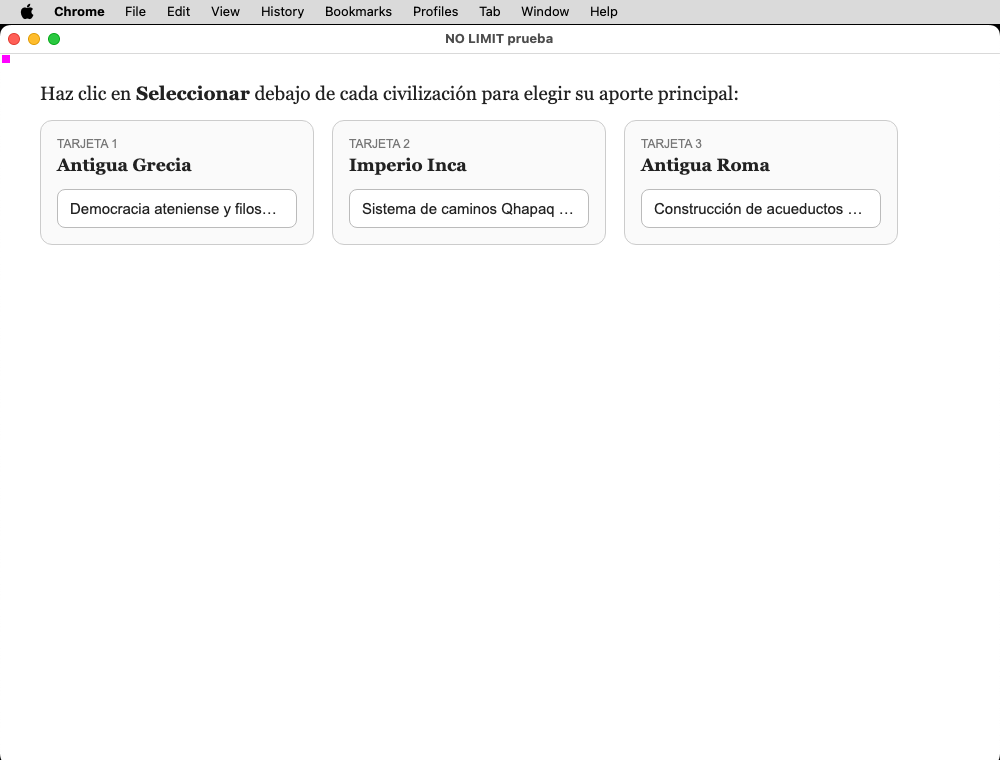 Chrome File Edit View History Bookmarks Profiles Tab Window Help
NO LIMIT prueba
Haz clic en Seleccionar debajo de cada civilización para elegir su aporte principal:
TARJETA 1
Antigua Grecia
Democracia ateniense y filos…
TARJETA 2
Imperio Inca
Sistema de caminos Qhapaq …
TARJETA 3
Antigua Roma
Construcción de acueductos …